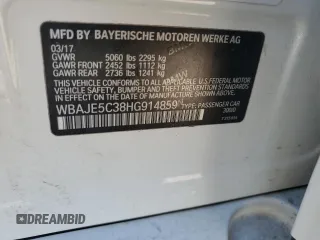 MFD BY BAYERISCHE MOTOREN WERKE AG
03/17
GVWR 5060 lbs 2295 kg
GAWR FRONT 2452 lbs 1112 kg
GAWR REAR 2736 lbs 1241 kg
THIS VEHICLE CONFORMS TO ALL APPLICABLE U.S. FEDERAL MOTOR
VEHICLE SAFETY, BUMPER AND THEFT PREVENTION STANDARDS
IN EFFECT ON THE DATE OF MANUFACTURE SHOWN ABOVE.
WBAJE5C38HG914859 TYPE: PASSENGER CAR
DREAMBID